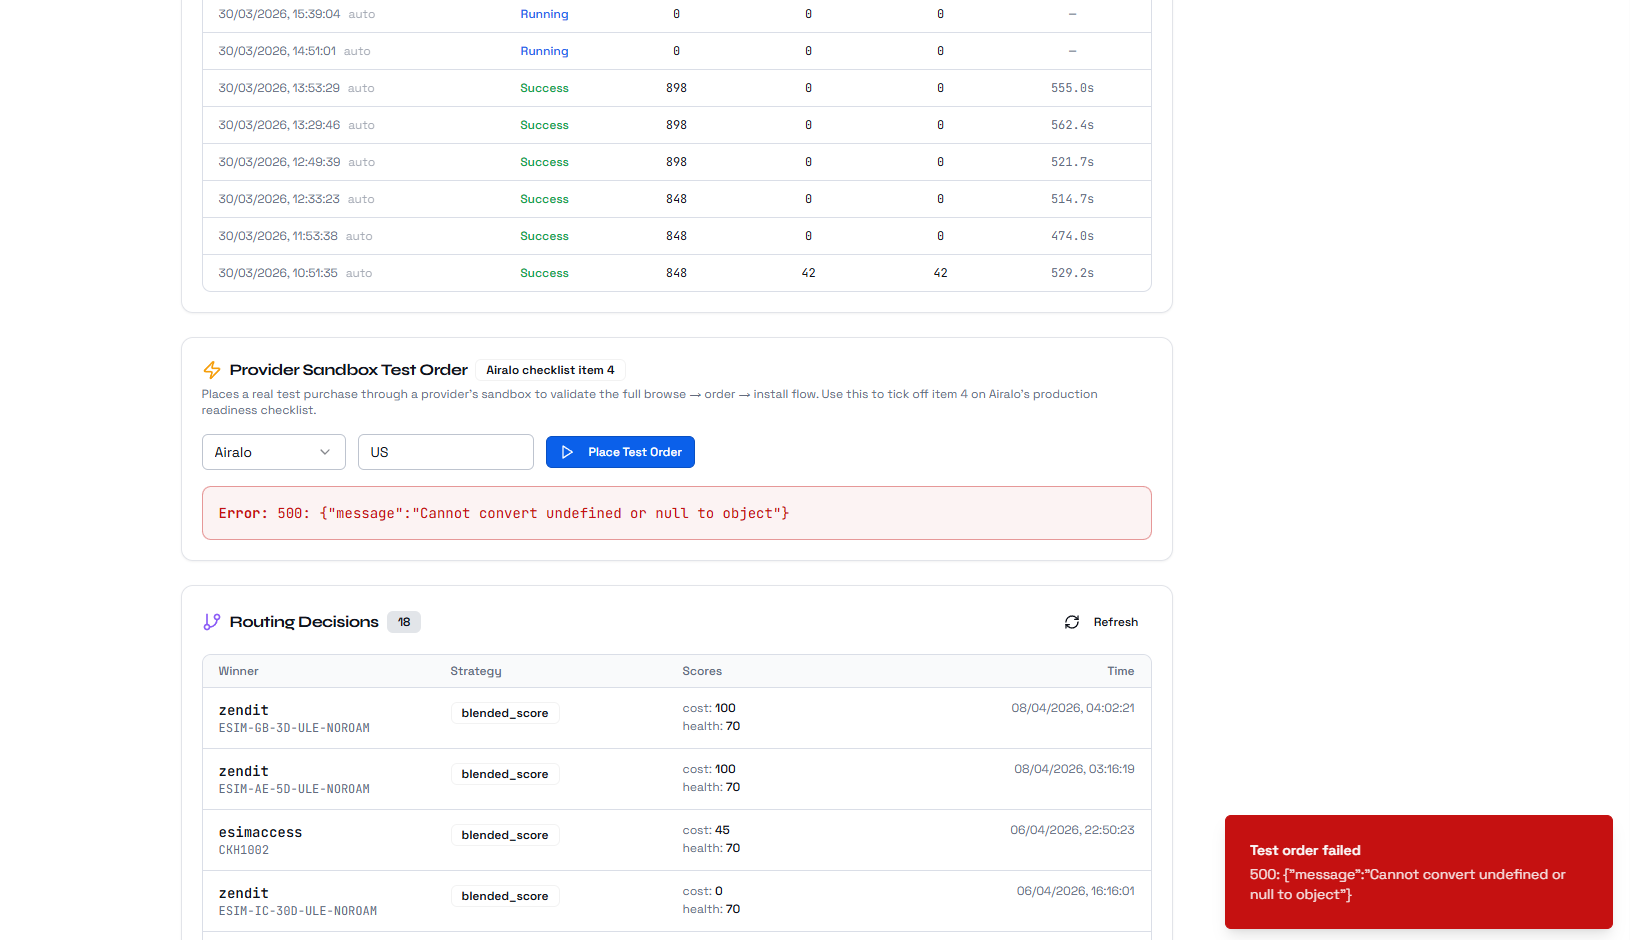 30/03/2026, 15:39:04 auto Running 0 0 0 –
30/03/2026, 14:51:01 auto Running 0 0 0 –
30/03/2026, 13:53:29 auto Success 898 0 0 555.0s
30/03/2026, 13:29:46 auto Success 898 0 0 562.4s
30/03/2026, 12:49:39 auto Success 898 0 0 521.7s
30/03/2026, 12:33:23 auto Success 848 0 0 514.7s
30/03/2026, 11:53:38 auto Success 848 0 0 474.0s
30/03/2026, 10:51:35 auto Success 848 42 42 529.2s
Provider Sandbox Test Order Airalo checklist item 4
Places a real test purchase through a provider's sandbox to validate the full browse → order → install flow. Use this to tick off item 4 on Airalo's production
readiness checklist.
Airalo US Place Test Order
Error: 500: {"message":"Cannot convert undefined or null to object"}
Routing Decisions 18 Refresh
Winner Strategy Scores Time
zendit blended_score cost: 100 08/04/2026, 04:02:21
ESIM-GB-3D-ULE-NOROAM health: 70
zendit blended_score cost: 100 08/04/2026, 03:16:19
ESIM-AE-5D-ULE-NOROAM health: 70
esimaccess blended_score cost: 45 06/04/2026, 22:50:23
CKH1002 health: 70
zendit blended_score cost: 0 06/04/2026, 16:16:01
ESIM-IC-30D-ULE-NOROAM health: 70
Test order failed
500: {"message":"Cannot convert undefined or
null to object"}